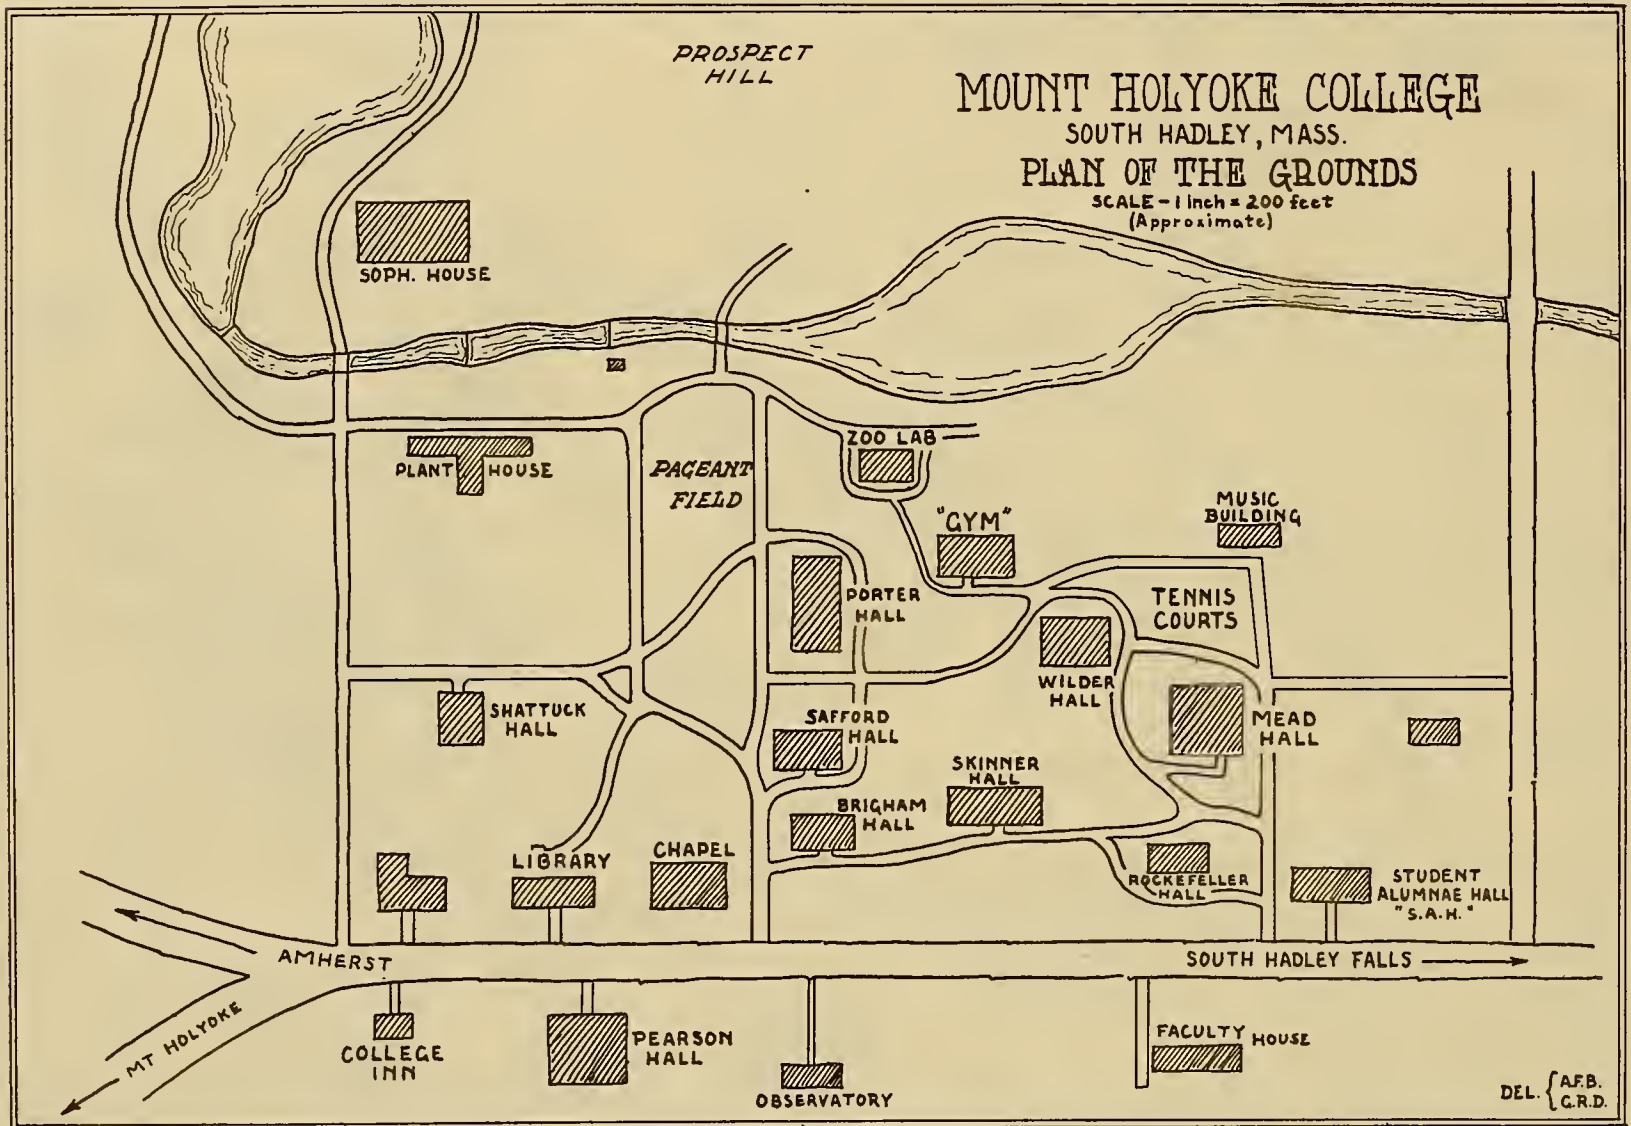 PROSPECT
HILL
MOUNT HOLYOKE COLLEGE
SOUTH HADLEY, MASS.
PLAN OF THE GROUNDS
SCALE - 1 inch = 200 feet
(Approximate)
SOPH. HOUSE
ZOO LAB
PLANT HOUSE
PAGEANT
FIELD
"GYM"
MUSIC
BUILDING
PORTER
HALL
TENNIS
COURTS
WILDER
HALL
SHATTUCK
HALL
SAFFORD
HALL
MEAD
HALL
SKINNER
HALL
BRIGHAM
HALL
LIBRARY
CHAPEL
ROCKEFELLER
HALL
STUDENT
ALUMNAE HALL
"S.A.H."
AMHERST
SOUTH HADLEY FALLS
MT HOLYOKE
COLLEGE
INN
PEARSON
HALL
OBSERVATORY
FACULTY HOUSE
DEL. { A.F.B.
G.R.D.